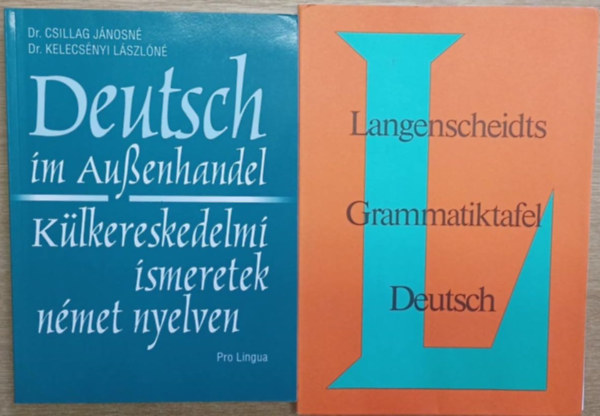 Dr. CSILLAG JÁNOSNÉ
Dr. KELECSÉNYI LÁSZLÓNÉ
Deutsch
im Außenhandel
Külkereskedelmi
ismeretek
német nyelven
Pro Lingua
L
Langenscheidts
Grammatiktafel
Deutsch